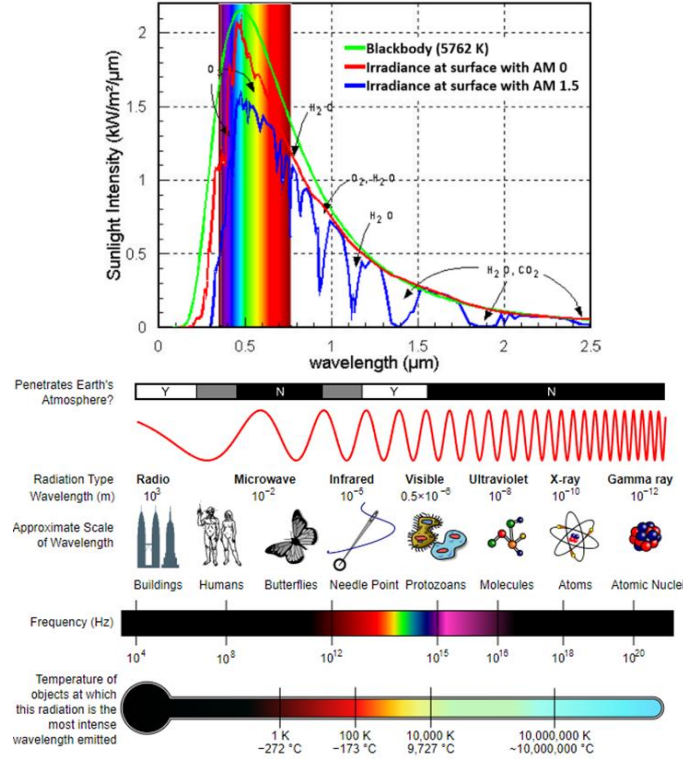 Sunlight Intensity (kW/m²/µm)
2
1.5
1
0.5
0
0 0.5 1 1.5 2 2.5
wavelength (µm)
Blackbody (5762 K)
Irradiance at surface with AM 0
Irradiance at surface with AM 1.5
O
H₂O
O₂,H₂O
H₂O
H₂O,CO₂
Penetrates Earth's
Atmosphere?
Y N Y N
Radiation Type
Wavelength (m)
Radio Microwave Infrared Visible Ultraviolet X-ray Gamma ray
10³ 10⁻² 10⁻⁵ 0.5×10⁻⁶ 10⁻⁸ 10⁻¹⁰ 10⁻¹²
Approximate Scale
of Wavelength
Buildings Humans Butterflies Needle Point Protozoans Molecules Atoms Atomic Nuclei
Frequency (Hz)
10⁴ 10⁸ 10¹² 10¹⁵ 10¹⁶ 10¹⁸ 10²⁰
Temperature of
objects at which
this radiation is the
most intense
wavelength emitted
1 K 100 K 10,000 K 10,000,000 K
−272 °C −173 °C 9,727 °C ~10,000,000 °C